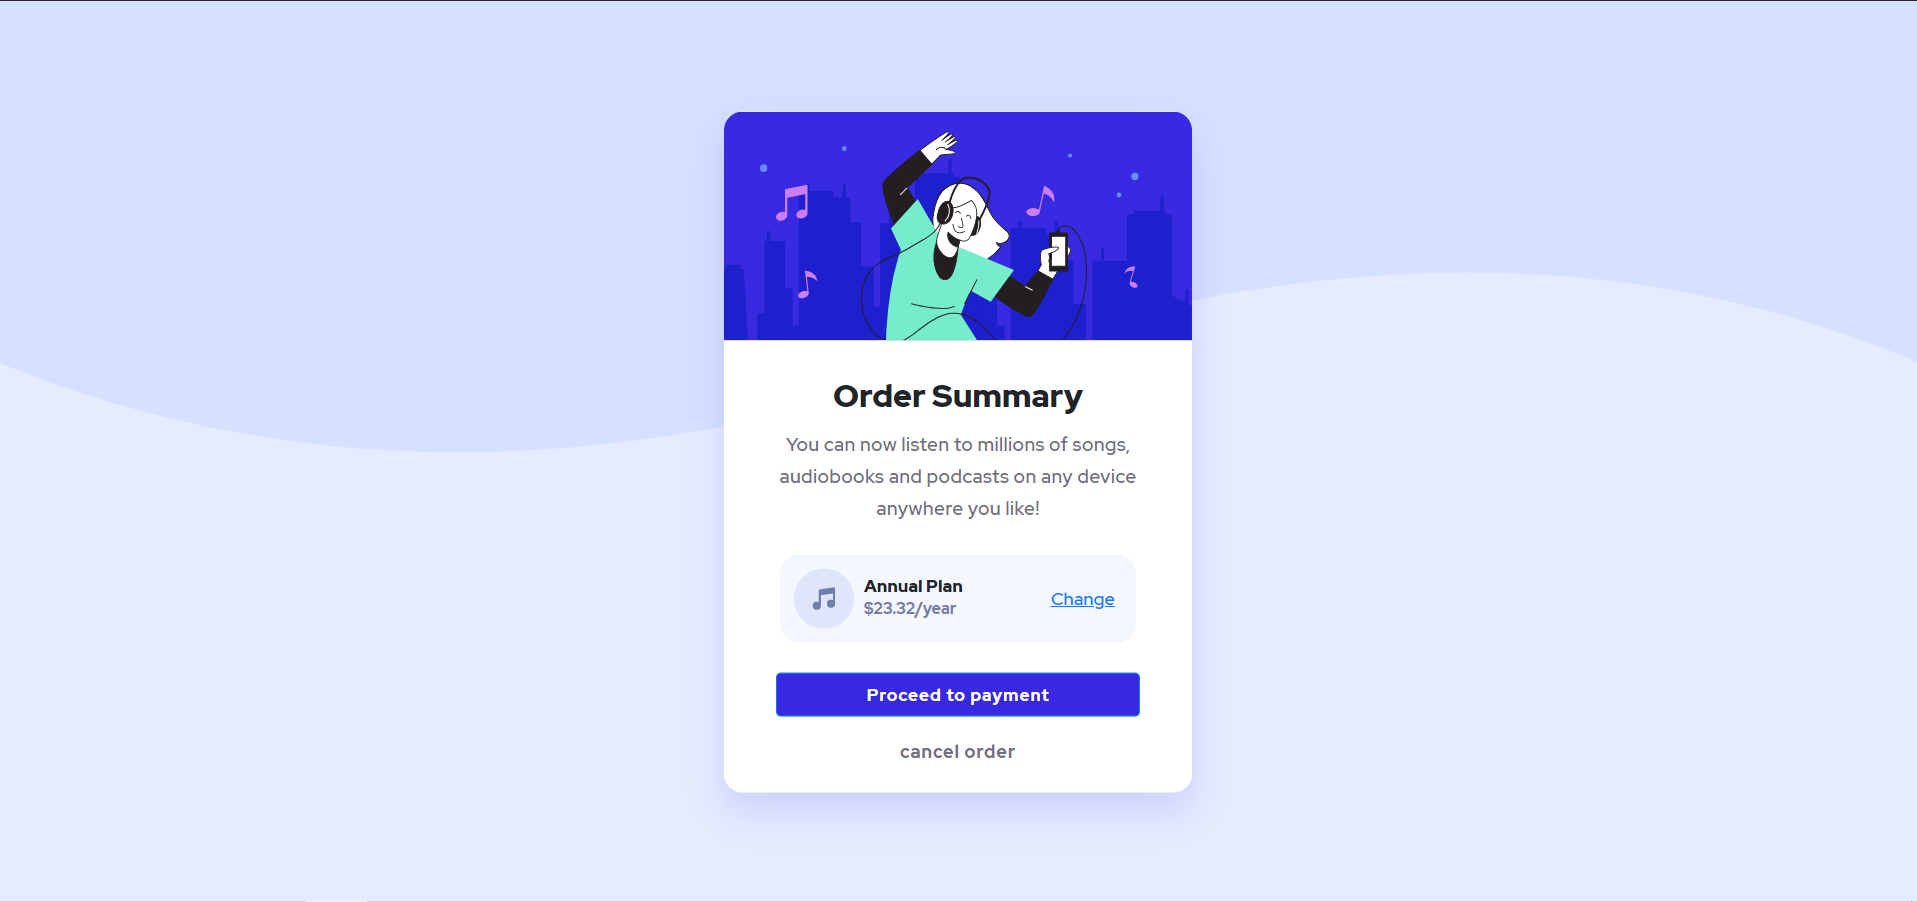 Order Summary
You can now listen to millions of songs,
audiobooks and podcasts on any device
anywhere you like!
Annual Plan
$23.32/year
Change
Proceed to payment
cancel order